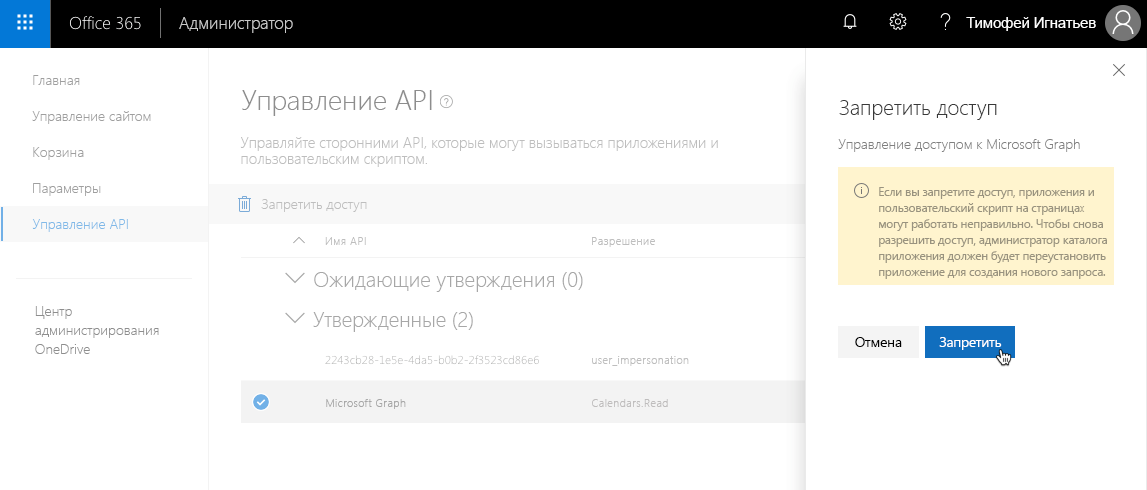 Office 365
Администратор
?
Тимофей Игнатьев
Главная
Управление сайтом
Корзина
Параметры
Управление API
Центр
администрирования
OneDrive
Управление API ?
Управляйте сторонними API, которые могут вызываться приложениями и
пользовательским скриптом.
Запретить доступ
Имя API
Разрешение
Ожидающие утверждения (0)
Утвержденные (2)
2243cb28-1e5e-4da5-b0b2-2f3523cd86e6
user_impersonation
Microsoft Graph
Calendars.Read
Запретить доступ
Управление доступом к Microsoft Graph
Если вы запретите доступ, приложения и
пользовательский скрипт на страницах
могут работать неправильно. Чтобы снова
разрешить доступ, администратор каталога
приложения должен будет переустановить
приложение для создания нового запроса.
Отмена
Запретить